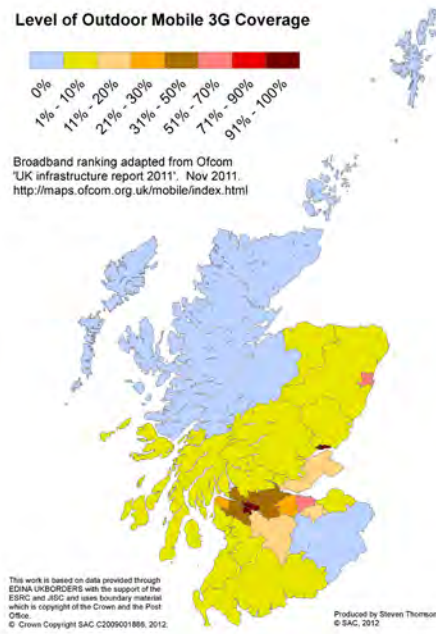 Level of Outdoor Mobile 3G Coverage
0%
1% - 10%
11% - 20%
21% - 30%
31% - 50%
51% - 70%
71% - 90%
91% - 100%
Broadband ranking adapted from Ofcom
'UK infrastructure report 2011'. Nov 2011.
http://maps.ofcom.org.uk/mobile/index.html
This work is based on data provided through
EDINA UKBORDERS with the support of the
ESRC and JISC and uses boundary material
which is copyright of the Crown and the Post
Office.
© Crown Copyright SAC C2009001888, 2012.
Produced by Steven Thomson
© SAC, 2012